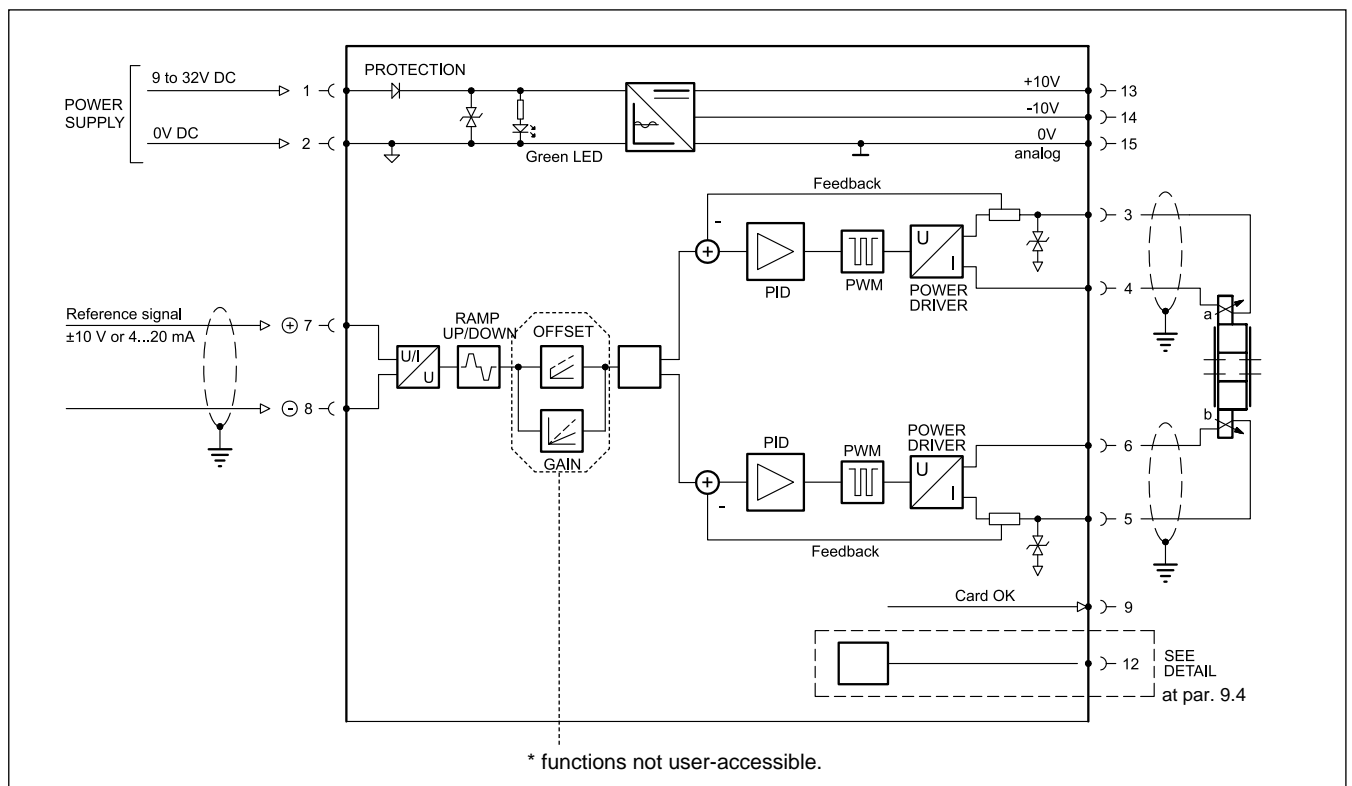 POWER
SUPPLY
9 to 32V DC
0V DC
1
2
PROTECTION
Green LED
+10V
-10V
0V
analog
13
14
15
Feedback
-
+
PID
PWM
U
I
POWER
DRIVER
3
4
a
Reference signal
±10 V or 4...20 mA
+ 7
- 8
U/I
U
RAMP
UP/DOWN
OFFSET
GAIN
b
PID
PWM
POWER
DRIVER
U
I
+
-
Feedback
6
5
Card OK
9
12
SEE
DETAIL
at par. 9.4
* functions not user-accessible.